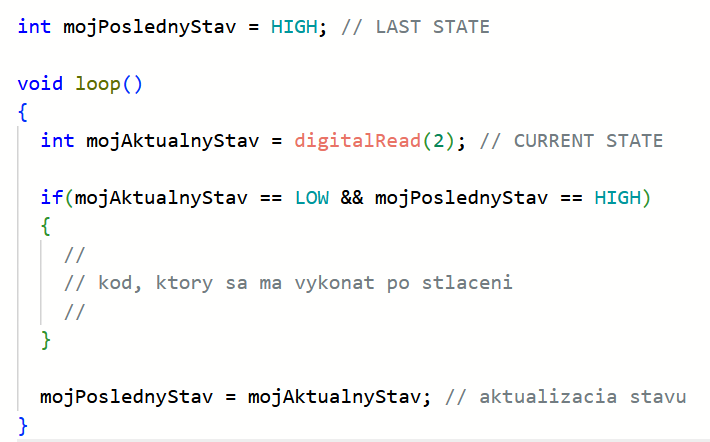 int mojPoslednyStav = HIGH; // LAST STATE
void loop()
{
int mojAktualnyStav = digitalRead(2); // CURRENT STATE
if(mojAktualnyStav == LOW && mojPoslednyStav == HIGH)
{
//
// kod, ktory sa ma vykonat po stlaceni
//
}
mojPoslednyStav = mojAktualnyStav; // aktualizacia stavu
}